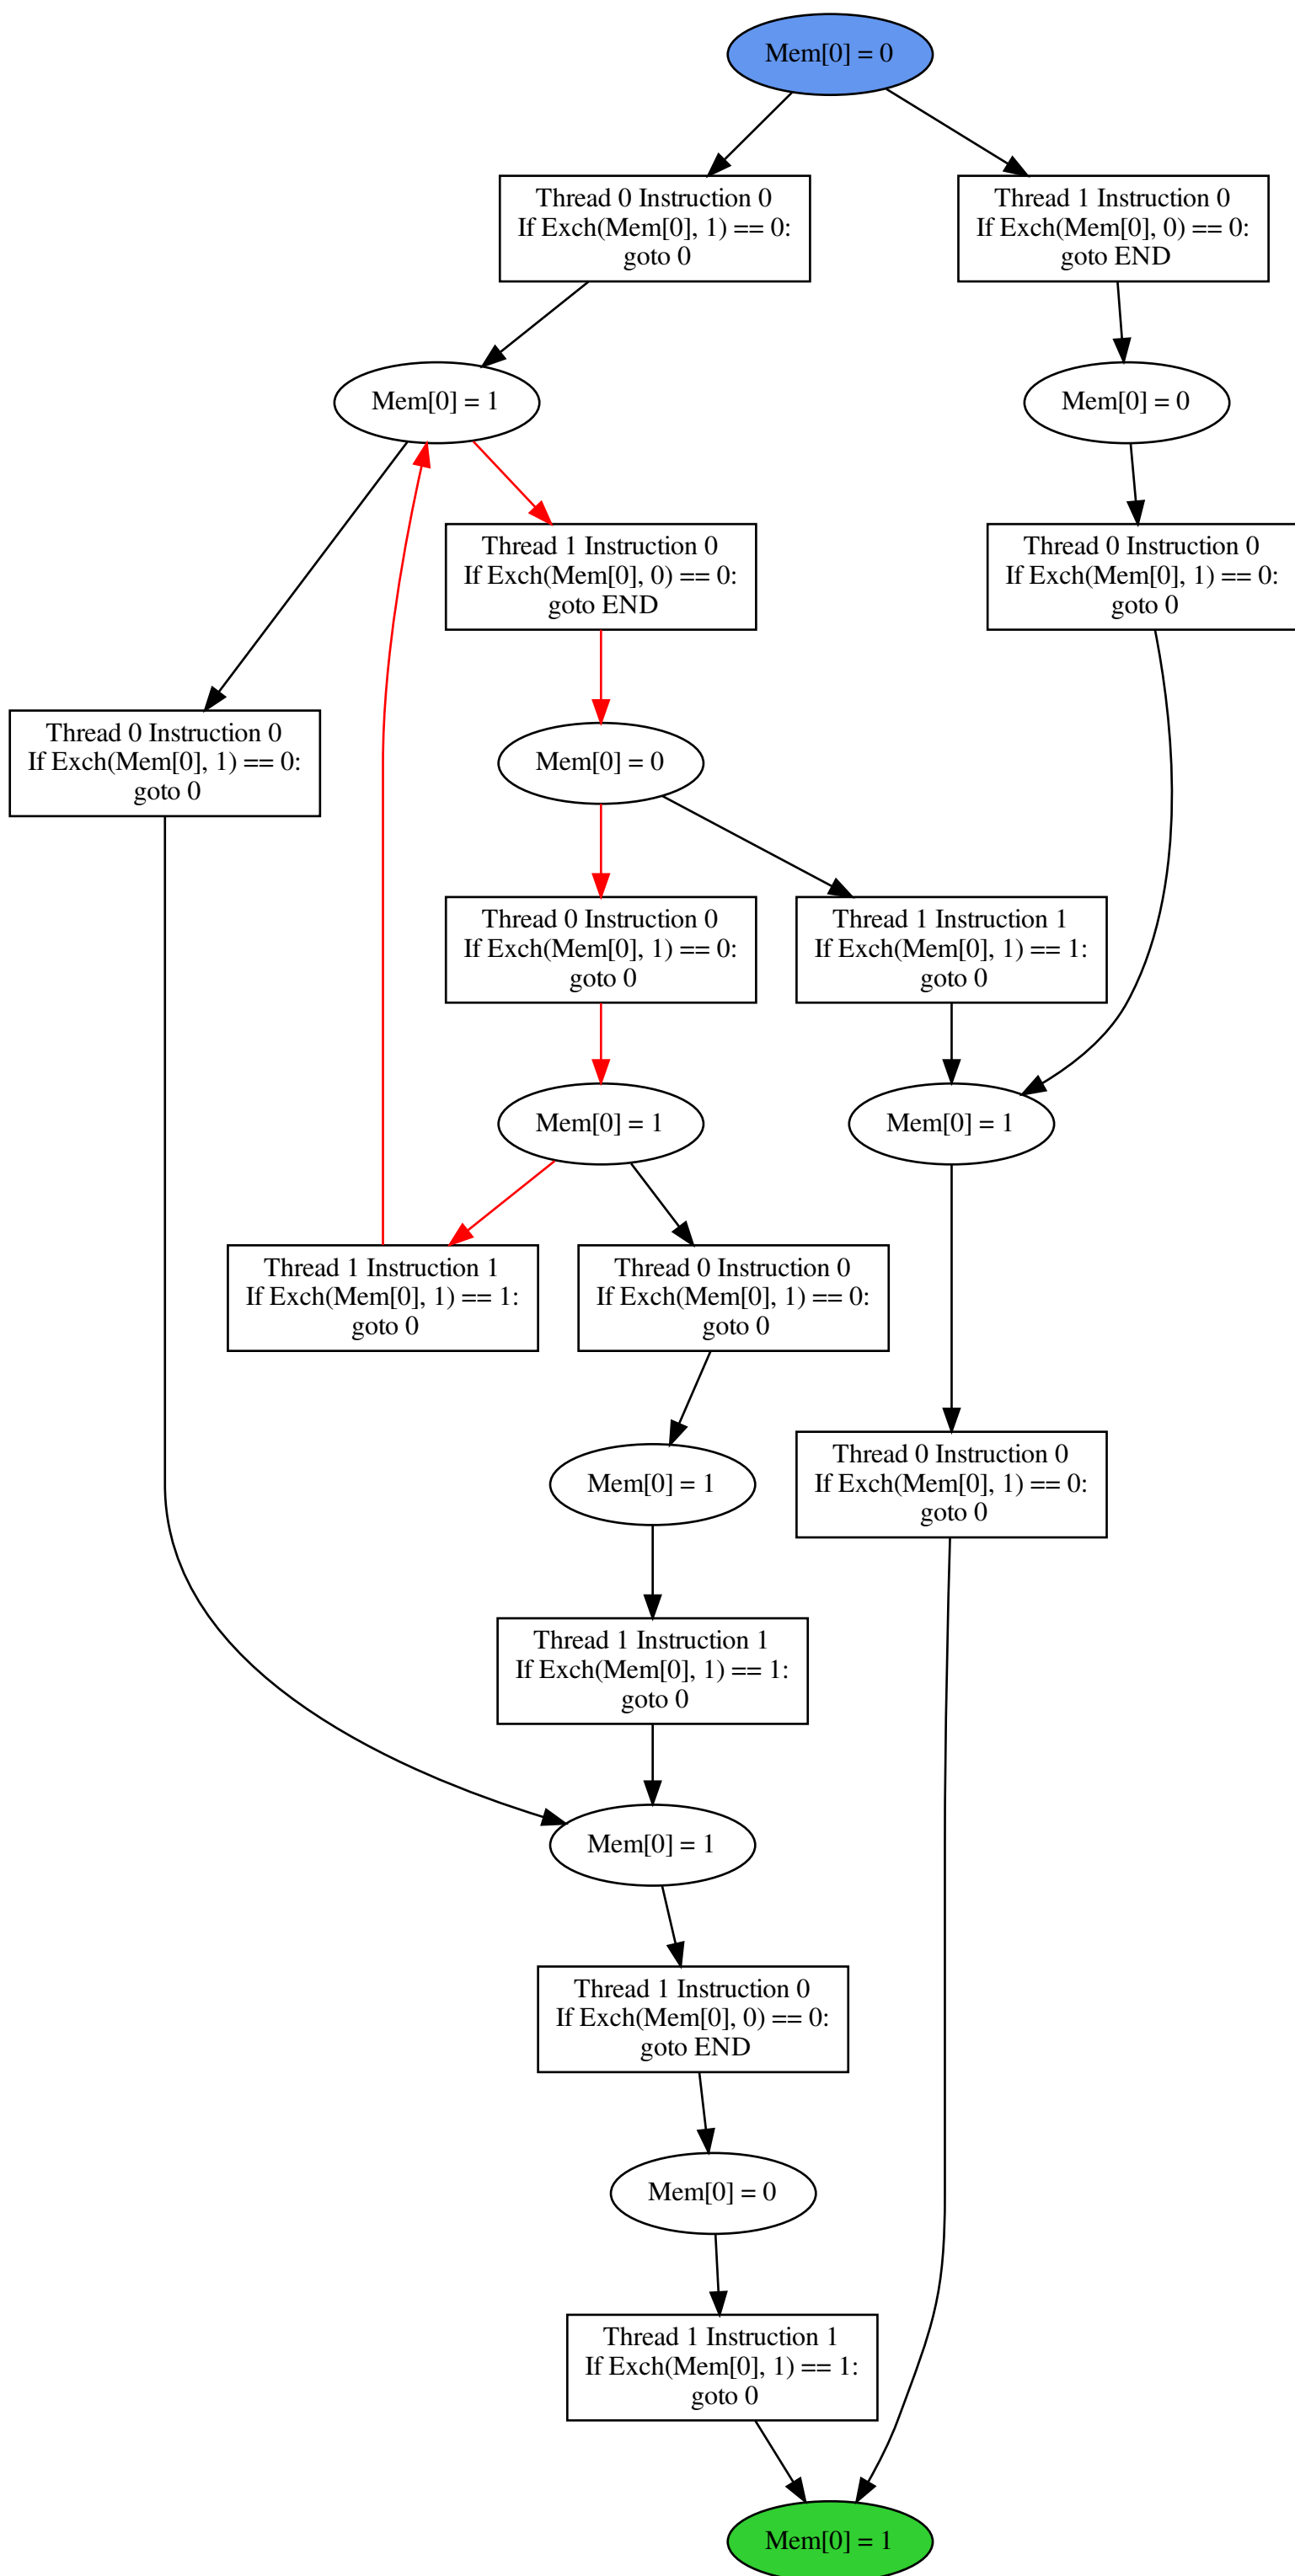 Mem[0] = 0
Thread 0 Instruction 0
If Exch(Mem[0], 1) == 0:
goto 0
Thread 1 Instruction 0
If Exch(Mem[0], 0) == 0:
goto END
Mem[0] = 1
Mem[0] = 0
Thread 1 Instruction 0
If Exch(Mem[0], 0) == 0:
goto END
Thread 0 Instruction 0
If Exch(Mem[0], 1) == 0:
goto 0
Thread 0 Instruction 0
If Exch(Mem[0], 1) == 0:
goto 0
Mem[0] = 0
Thread 0 Instruction 0
If Exch(Mem[0], 1) == 0:
goto 0
Thread 1 Instruction 1
If Exch(Mem[0], 1) == 1:
goto 0
Mem[0] = 1
Mem[0] = 1
Thread 1 Instruction 1
If Exch(Mem[0], 1) == 1:
goto 0
Thread 0 Instruction 0
If Exch(Mem[0], 1) == 0:
goto 0
Mem[0] = 1
Thread 0 Instruction 0
If Exch(Mem[0], 1) == 0:
goto 0
Thread 1 Instruction 1
If Exch(Mem[0], 1) == 1:
goto 0
Mem[0] = 1
Thread 1 Instruction 0
If Exch(Mem[0], 0) == 0:
goto END
Mem[0] = 0
Thread 1 Instruction 1
If Exch(Mem[0], 1) == 1:
goto 0
Mem[0] = 1